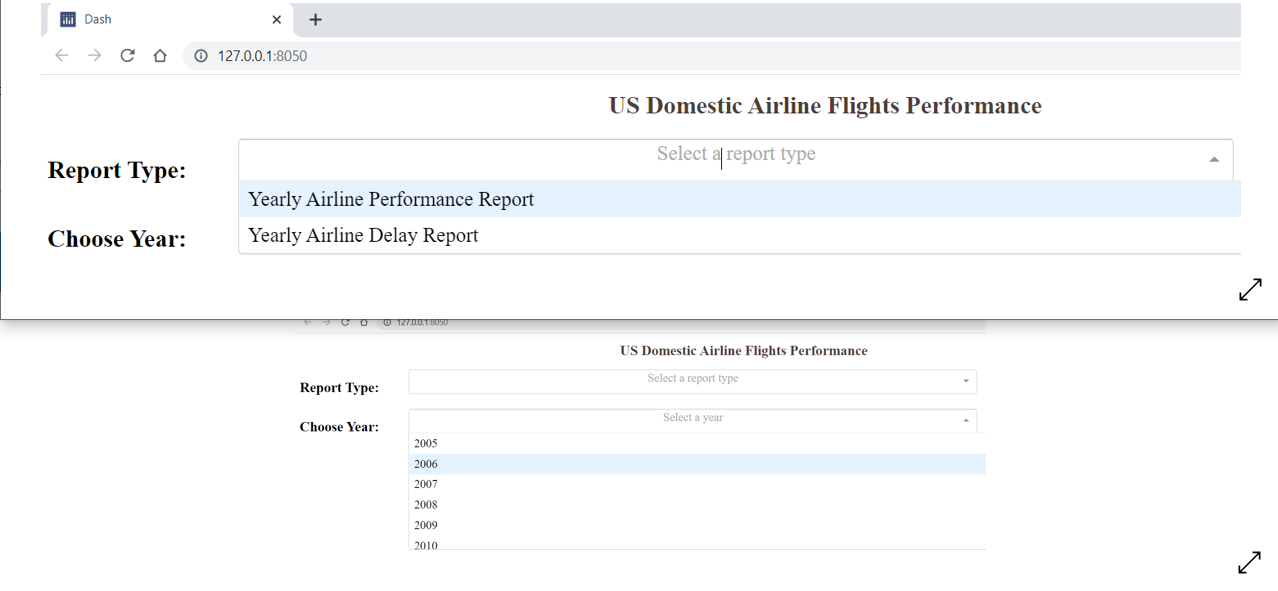 Dash
127.0.0.1:8050
US Domestic Airline Flights Performance
Report Type:
Select a report type
Yearly Airline Performance Report
Choose Year:
Yearly Airline Delay Report
127.0.0.1:8050
US Domestic Airline Flights Performance
Report Type:
Select a report type
Choose Year:
Select a year
2005
2006
2007
2008
2009
2010